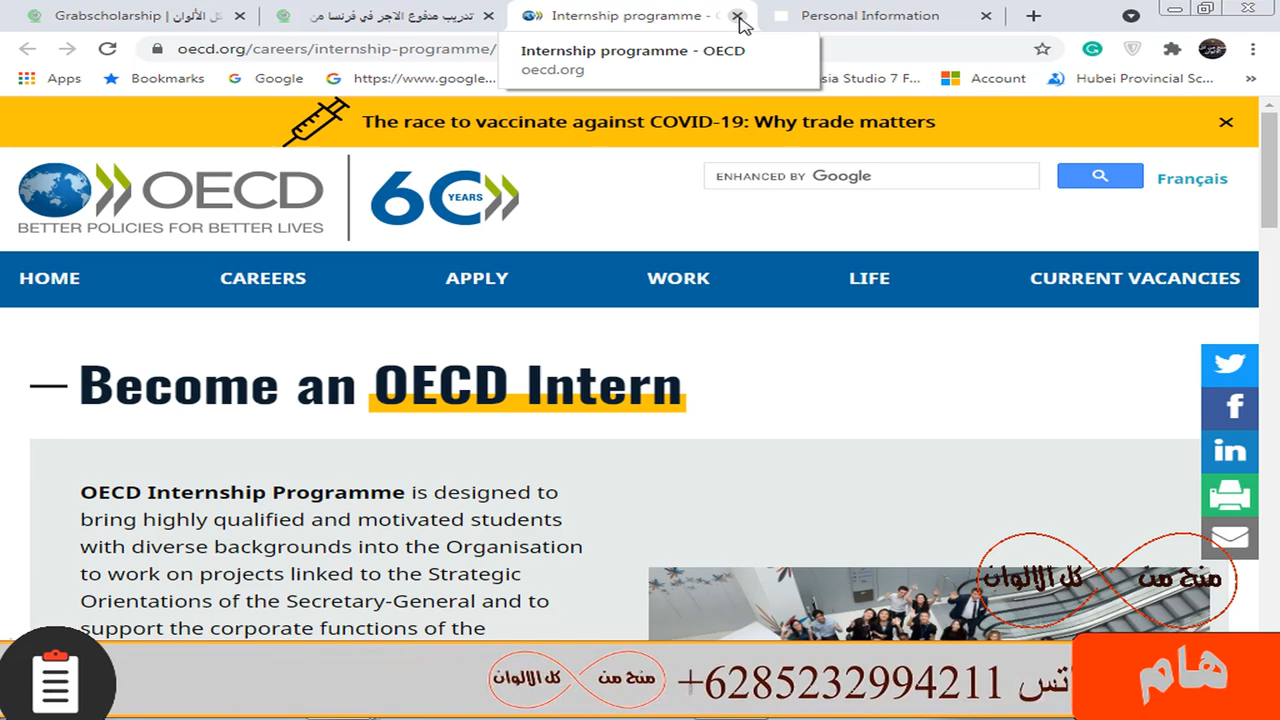 Grabscholarship | كل الألوان
تدريب مدفوع الاجر في فرنسا من
Internship programme -
Personal Information
oecd.org/careers/internship-programme/
Internship programme - OECD
oecd.org
Apps
Bookmarks
Google
https://www.google...
sia Studio 7 F...
Account
Hubei Provincial Sc...
The race to vaccinate against COVID-19: Why trade matters
OECD
BETTER POLICIES FOR BETTER LIVES
60 YEARS
ENHANCED BY Google
Français
HOME
CAREERS
APPLY
WORK
LIFE
CURRENT VACANCIES
Become an OECD Intern
OECD Internship Programme is designed to
bring highly qualified and motivated students
with diverse backgrounds into the Organisation
to work on projects linked to the Strategic
Orientations of the Secretary-General and to
support the corporate functions of the
منح من كل الالوان
منح من كل الالوان
اتس 6285232994211+
هام